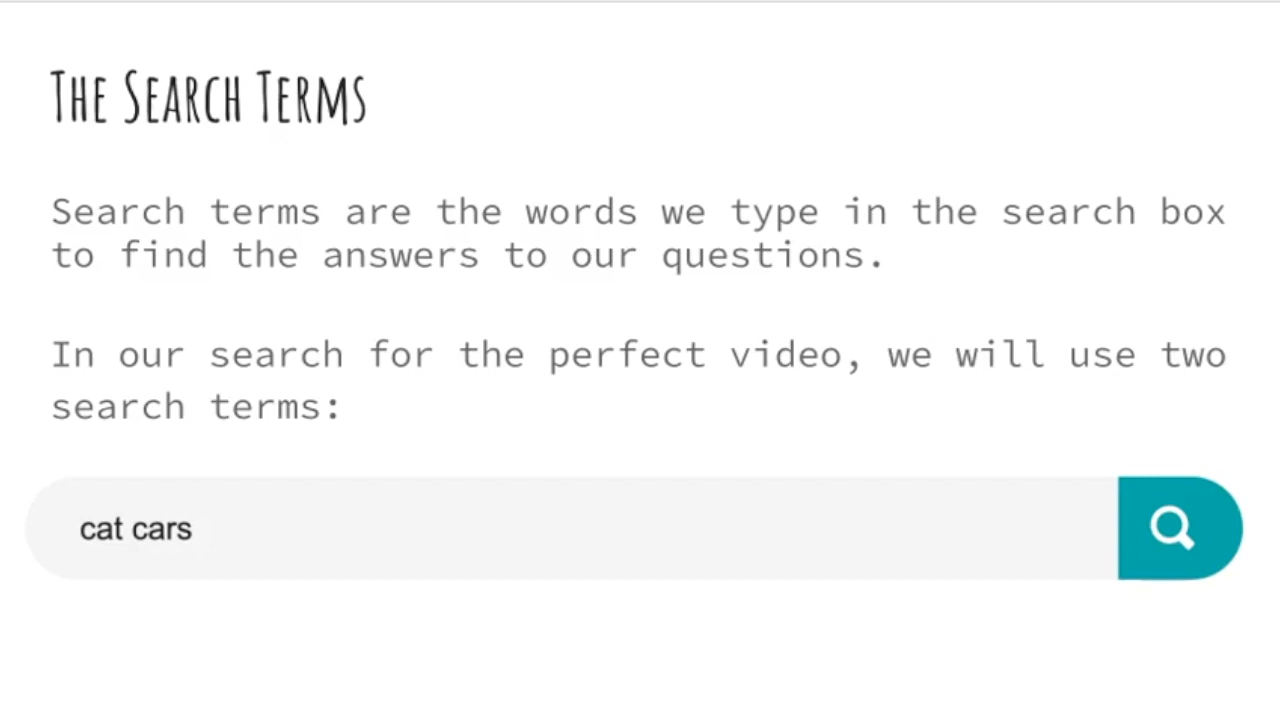 The Search Terms
Search terms are the words we type in the search box
to find the answers to our questions.
In our search for the perfect video, we will use two
search terms:
cat cars